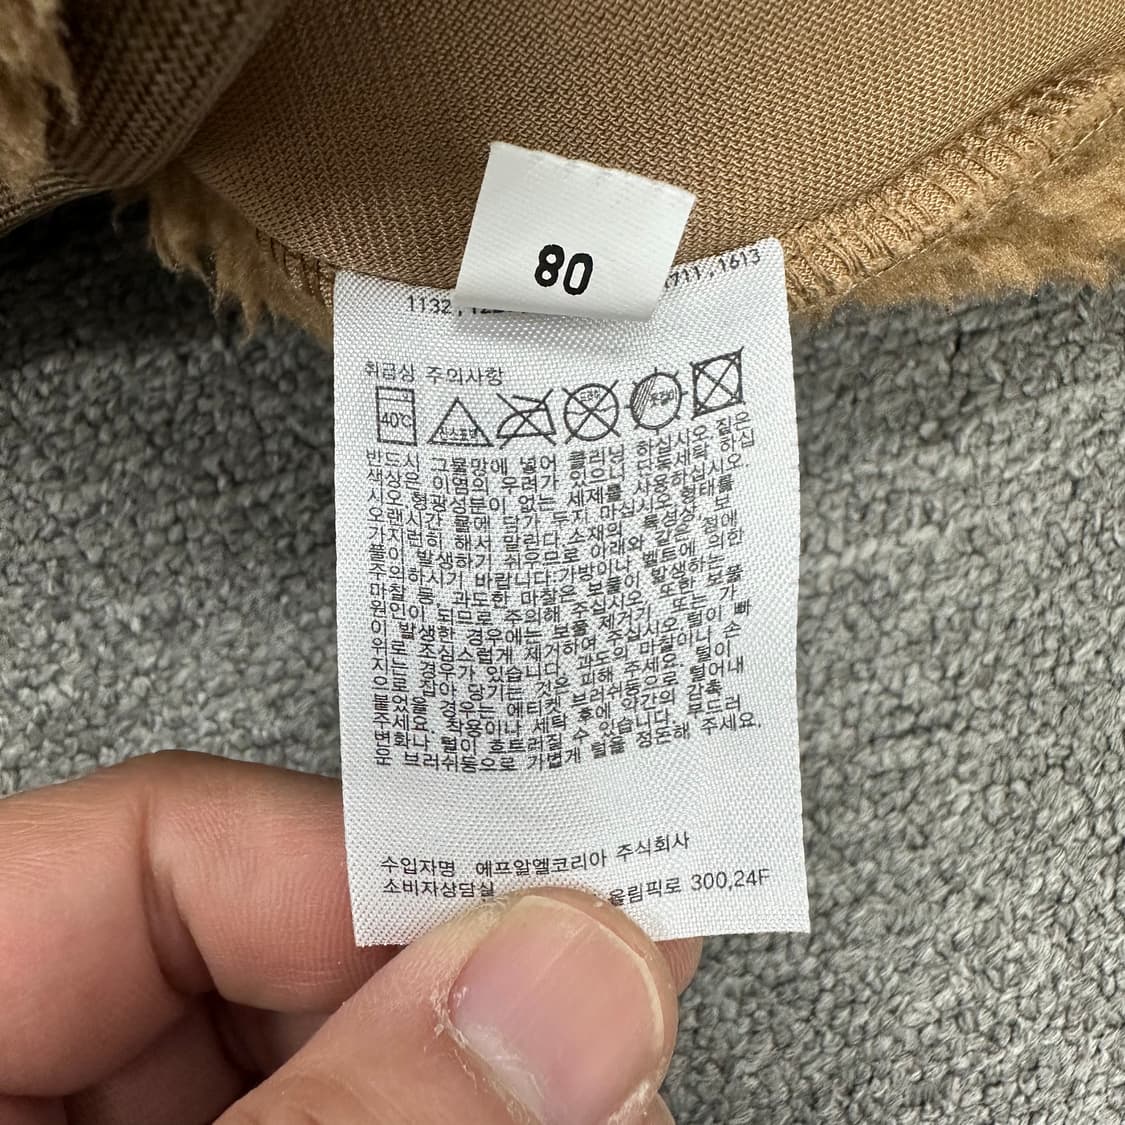 80
711,1613
1132,
취급상 주의사항
40℃
산소표백
드라이
옷걸이
반드시 그물망에 넣어 클리닝 하십시오.짙은
색상은 이염의 우려가 있으니 단독세탁 하십
시오.형광성분이 없는 세제를 사용하십시오.
오랜시간 물에 담가 두지 마십시오.형태를
가지런히 해서 말린다.소재의 특성상, 보
풀이 발생하기 쉬우므로 아래와 같은 점에
주의하시기 바랍니다.가방이나 벨트에 의한
마찰 등, 과도한 마찰은 보풀이 발생하는
원인이 되므로 주의해 주십시오. 또한 보풀
이 발생한 경우에는 보풀 제거기 또는 가
위로 조심스럽게 제거하여 주십시오.털이 빠
지는 경우가 있습니다. 과도의 마찰이나 손
으로 잡아 당기는 것은 피해 주세요. 털이
붙었을 경우는 에티켓 브러쉬등으로 털어내
주세요. 착용이나 세탁 후에 약간의 감촉
변화나 털이 흐트러질 수 있습니다. 부드러
운 브러쉬등으로 가볍게 털을 정돈해 주세요.
수입자명 에프알엘코리아 주식회사
소비자상담실 올림픽로 300,24F